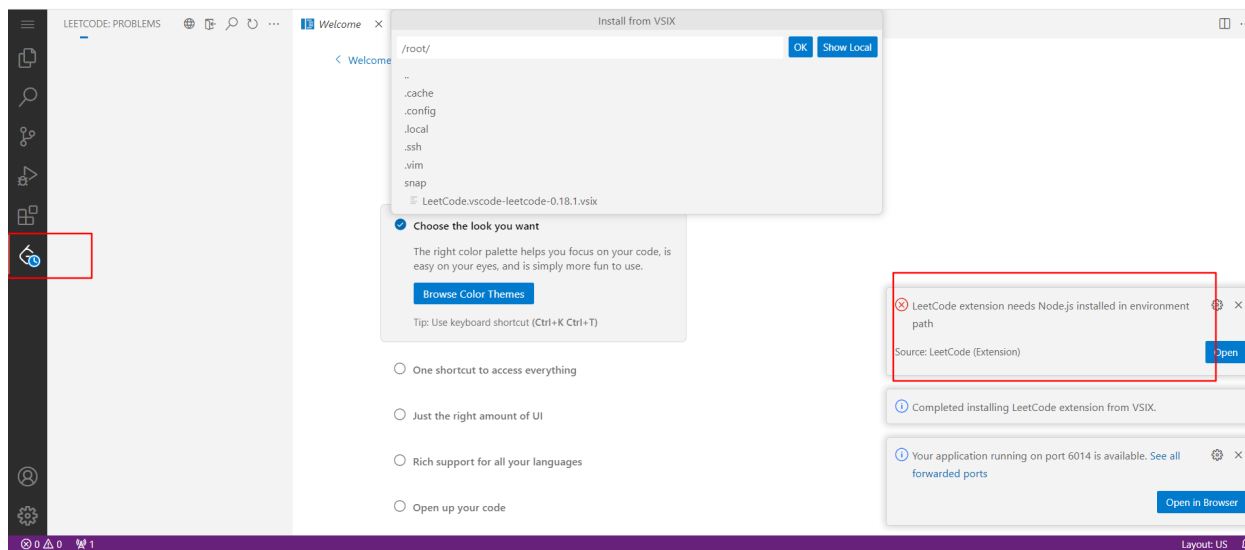 LEETCODE: PROBLEMS
Welcome
Install from VSIX
/root/
OK
Show Local
< Welcome
..
.cache
.config
.local
.ssh
.vim
snap
LeetCode.vscode-leetcode-0.18.1.vsix
Choose the look you want
The right color palette helps you focus on your code, is
easy on your eyes, and is simply more fun to use.
Browse Color Themes
Tip: Use keyboard shortcut (Ctrl+K Ctrl+T)
One shortcut to access everything
Just the right amount of UI
Rich support for all your languages
Open up your code
LeetCode extension needs Node.js installed in environment
path
Source: LeetCode (Extension)
Open
Completed installing LeetCode extension from VSIX.
Your application running on port 6014 is available. See all
forwarded ports
Open in Browser
0 0 1
Layout: US